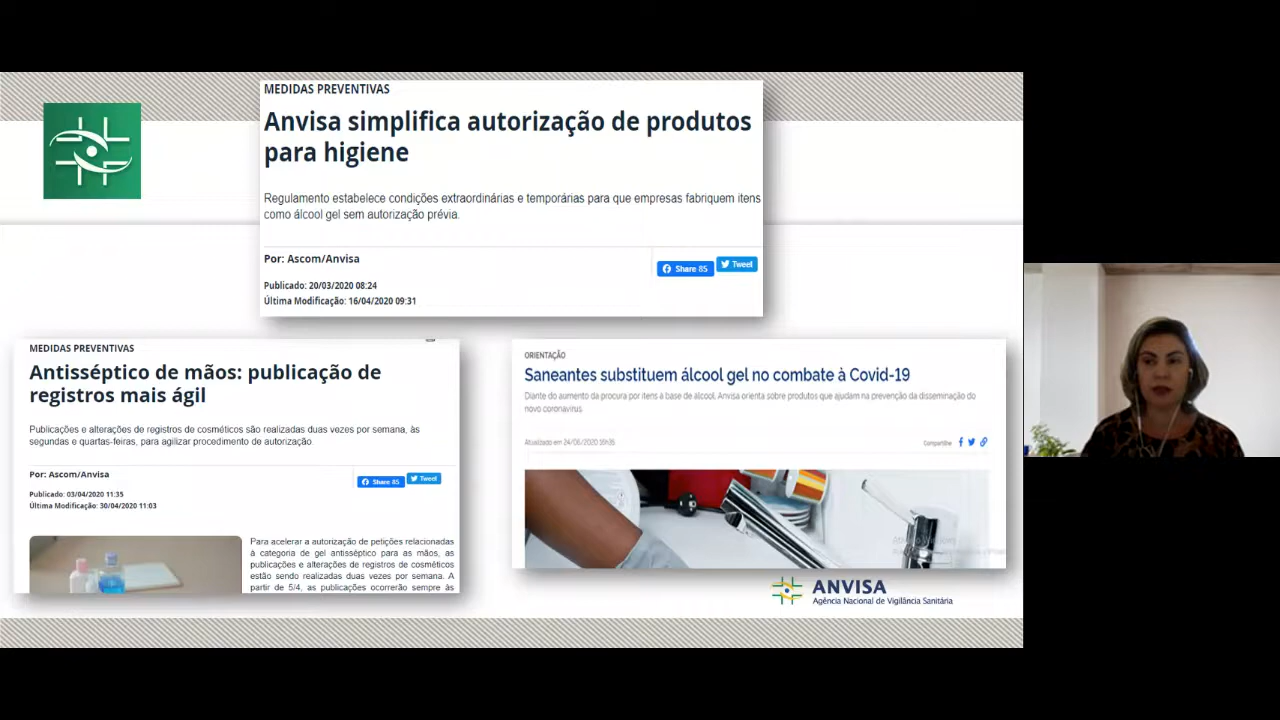 MEDIDAS PREVENTIVAS
Anvisa simplifica autorização de produtos
para higiene
Regulamento estabelece condições extraordinárias e temporárias para que empresas fabriquem itens
como álcool gel sem autorização prévia.
Por: Ascom/Anvisa
Share 85
Tweet
Publicado: 20/03/2020 08:24
Última Modificação: 16/04/2020 09:31
MEDIDAS PREVENTIVAS
Antisséptico de mãos: publicação de
registros mais ágil
Publicações e alterações de registros de cosméticos são realizadas duas vezes por semana, às
segundas e quartas-feiras, para agilizar procedimento de autorização
Por: Ascom/Anvisa
Share 85
Tweet
Publicado: 03/04/2020 11:35
Última Modificação: 30/04/2020 11:03
Para acelerar a autorização de petições relacionadas
à categoria de gel antisséptico para as mãos, as
publicações e alterações de registros de cosméticos
estão sendo realizadas duas vezes por semana. A
partir de 5/4, as publicações ocorrerão sempre às
ORIENTAÇÃO
Saneantes substituem álcool gel no combate à Covid-19
Diante do aumento da procura por itens à base de álcool, Anvisa orienta sobre produtos que ajudam na prevenção da disseminação do
novo coronavírus.
Atualizado em 24/06/2020 16h35
Compartilhe
ANVISA
Agência Nacional de Vigilância Sanitária